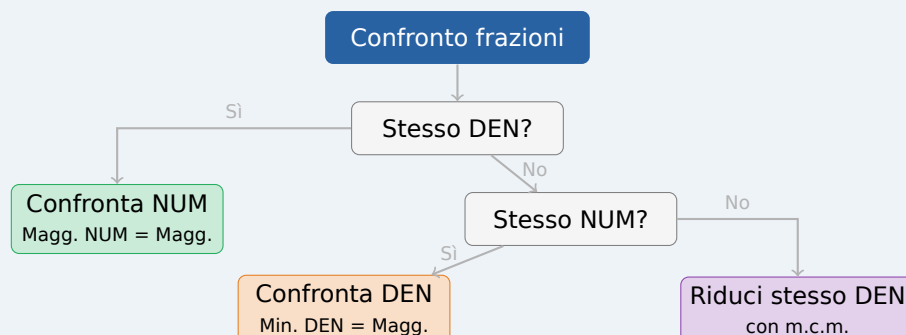 Confronto frazioni
Sì
Stesso DEN?
No
Confronta NUM
Magg. NUM = Magg.
Stesso NUM?
No
Sì
Confronta DEN
Min. DEN = Magg.
Riduci stesso DEN
con m.c.m.